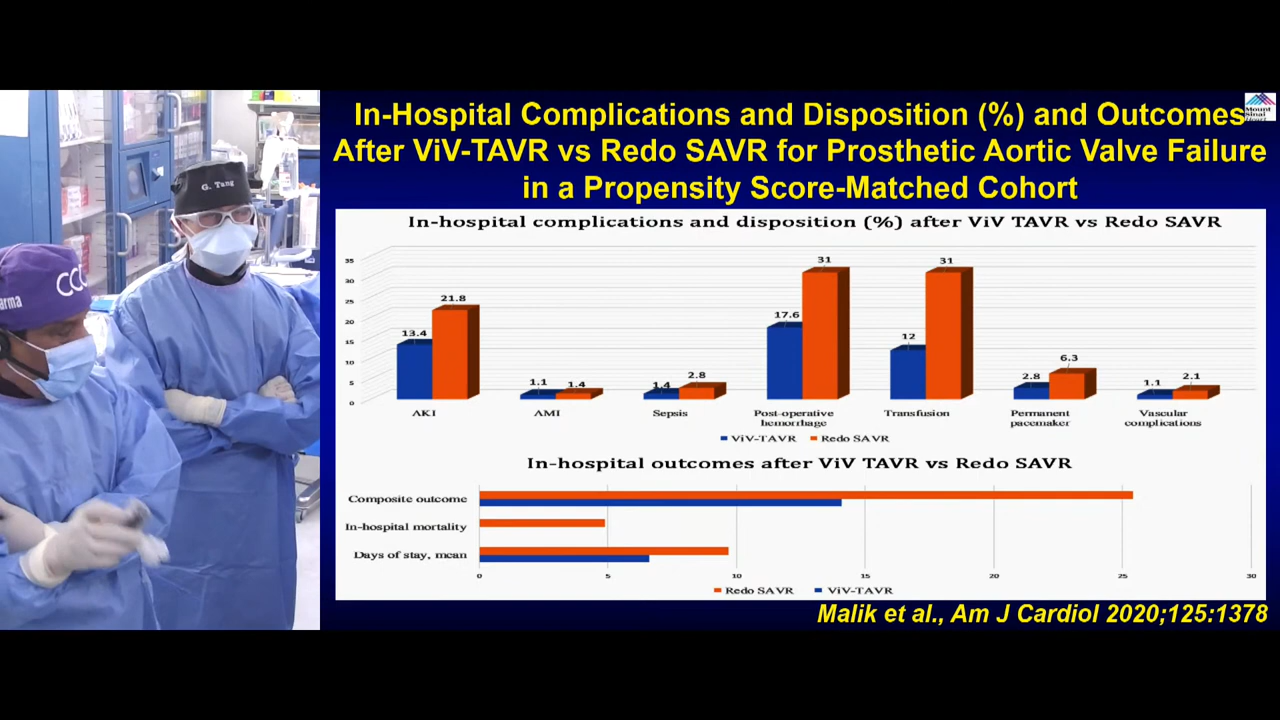 In-Hospital Complications and Disposition (%) and Outcomes
After ViV-TAVR vs Redo SAVR for Prosthetic Aortic Valve Failure
in a Propensity Score-Matched Cohort
Mount
Sinai
Heart
G. Tang
CCC
arma
In-hospital complications and disposition (%) after ViV TAVR vs Redo SAVR
35
30
25
20
15
10
5
0
13.4
21.8
1.1
1.4
1.4
2.8
17.6
31
12
31
2.8
6.3
1.1
2.1
AKI
AMI
Sepsis
Post-operative
hemorrhage
Transfusion
Permanent
pacemaker
Vascular
complications
ViV-TAVR
Redo SAVR
In-hospital outcomes after ViV TAVR vs Redo SAVR
Composite outcome
In-hospital mortality
Days of stay, mean
0
5
10
15
20
25
30
Redo SAVR
ViV-TAVR
Malik et al., Am J Cardiol 2020;125:1378